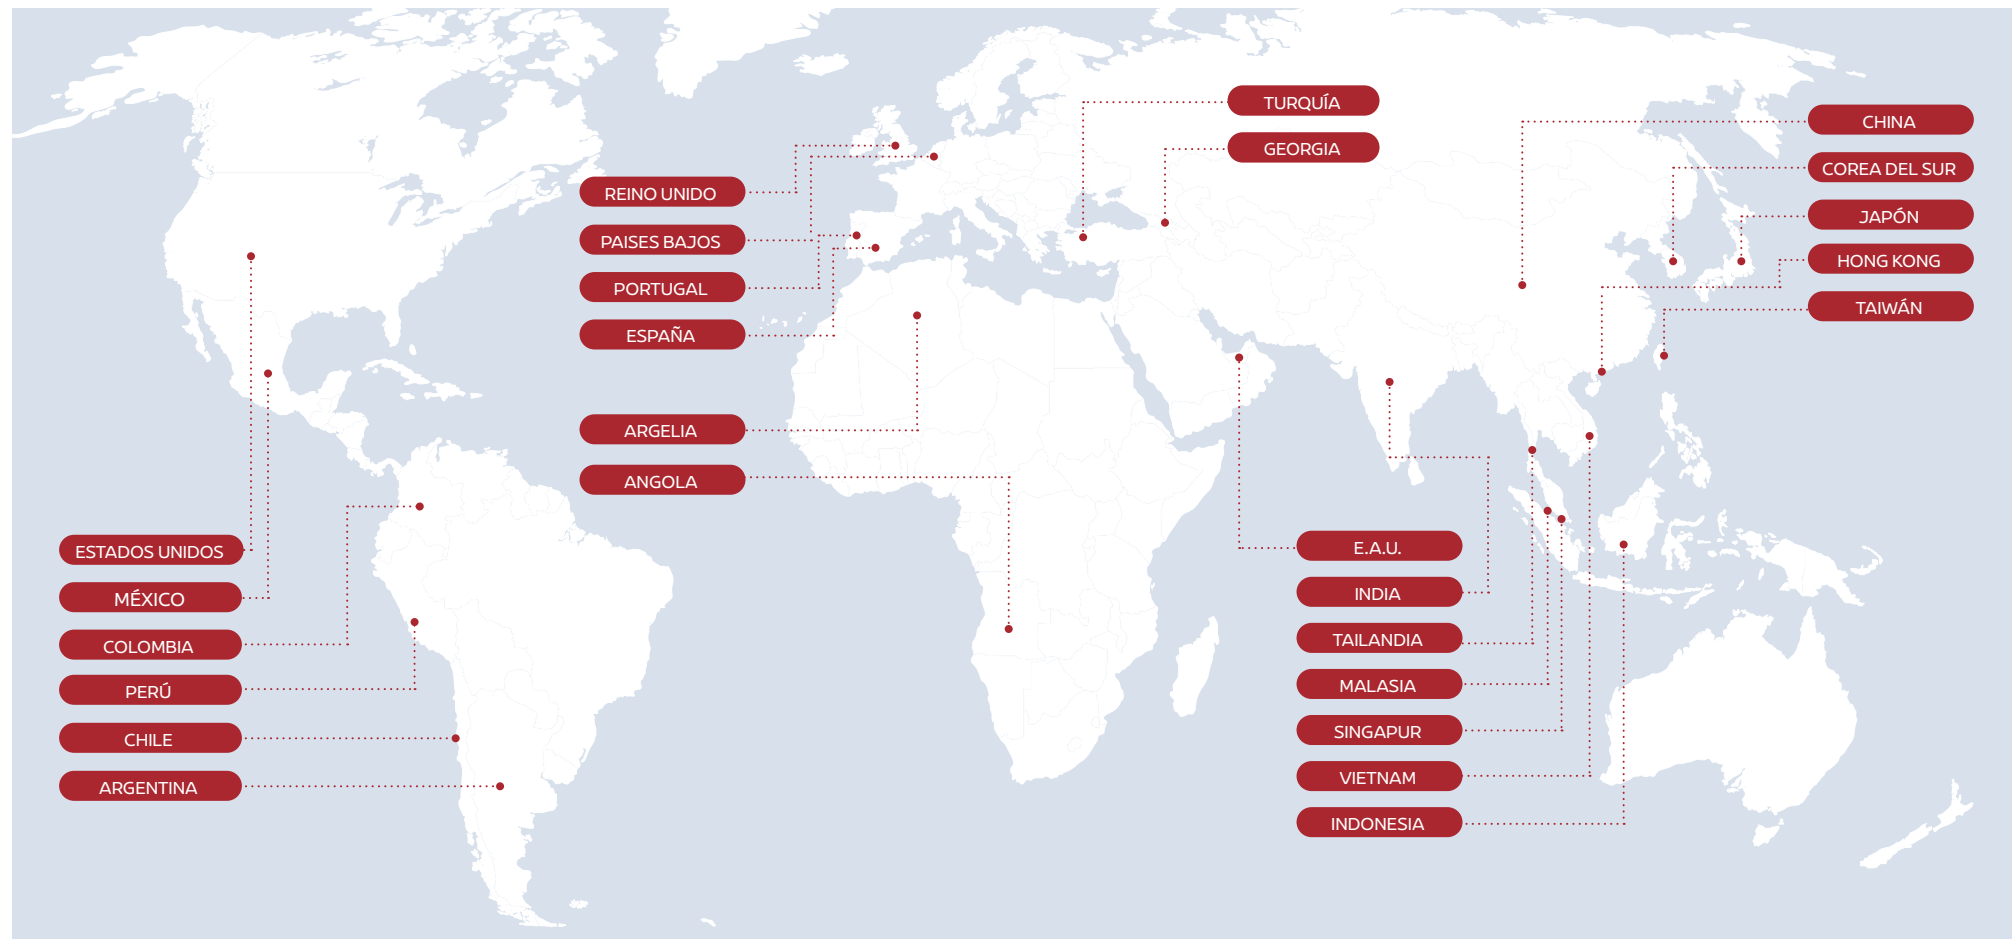 ESTADOS UNIDOS
MÉXICO
COLOMBIA
PERÚ
CHILE
ARGENTINA
REINO UNIDO
PAISES BAJOS
PORTUGAL
ESPAÑA
ARGELIA
ANGOLA
TURQUÍA
GEORGIA
E.A.U.
INDIA
TAILANDIA
MALASIA
SINGAPUR
VIETNAM
INDONESIA
CHINA
COREA DEL SUR
JAPÓN
HONG KONG
TAIWÁN